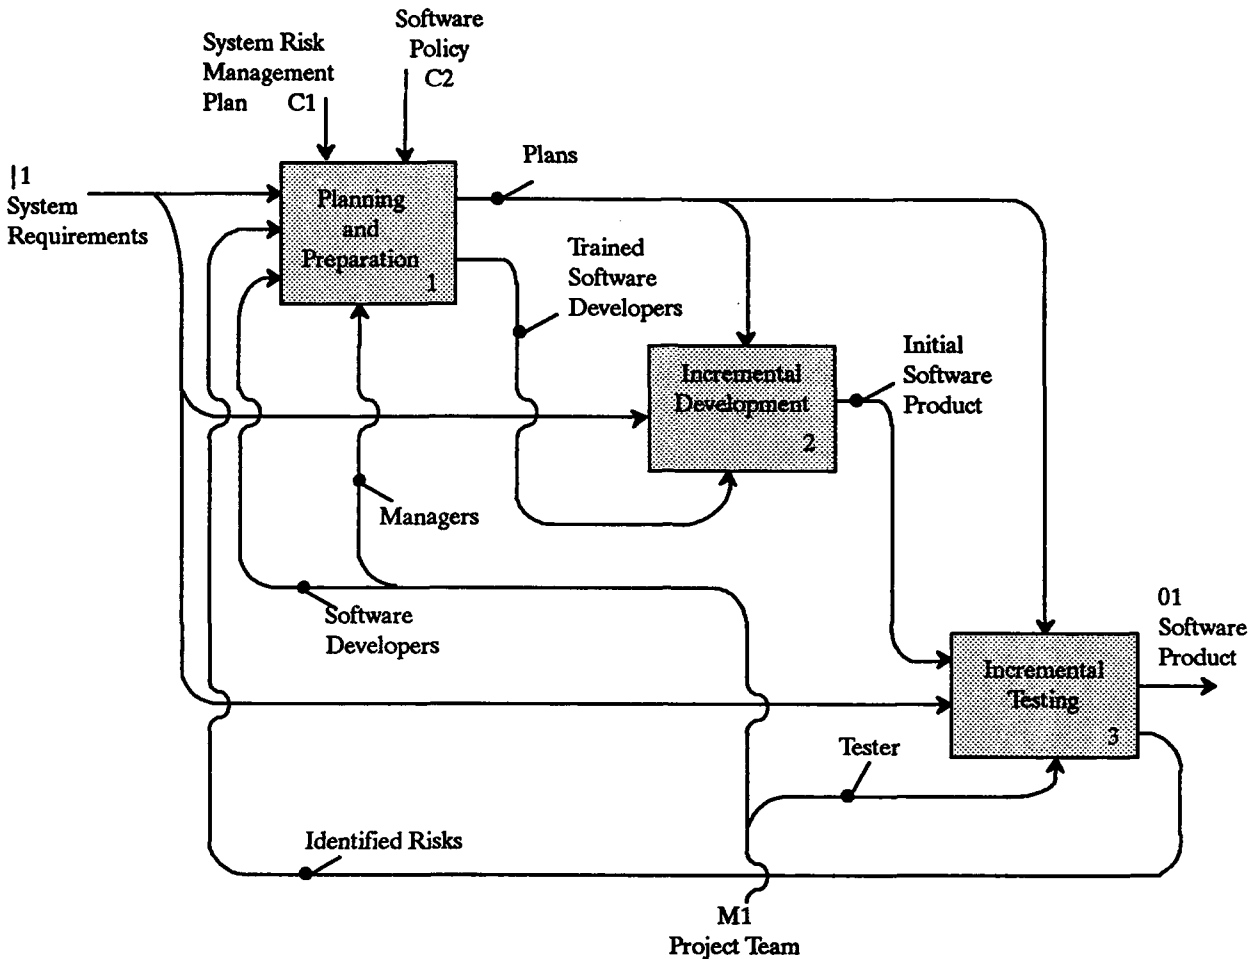 Software
Policy
C2
System Risk
Management
Plan C1
|1
System
Requirements
Plans
Planning
and
Preparation
1
Trained
Software
Developers
Initial
Software
Product
Incremental
Development
2
Managers
Software
Developers
01
Software
Product
Incremental
Testing
3
Tester
Identified Risks
M1
Project Team